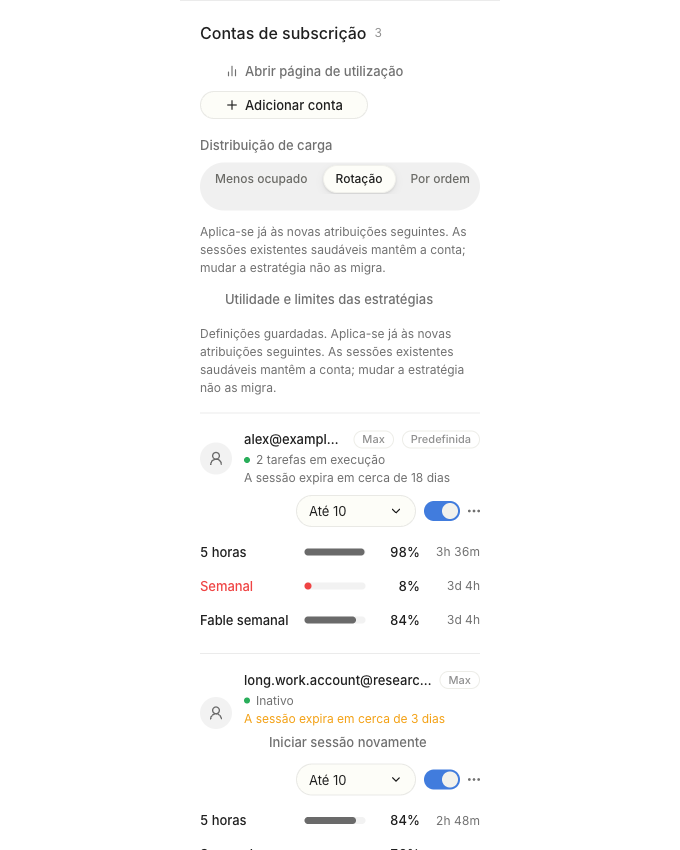 Contas de subscrição 3
Abrir página de utilização
+ Adicionar conta
Distribuição de carga
Menos ocupado Rotação Por ordem
Aplica-se já às novas atribuições seguintes. As
sessões existentes saudáveis mantêm a conta;
mudar a estratégia não as migra.
Utilidade e limites das estratégias
Definições guardadas. Aplica-se já às novas
atribuições seguintes. As sessões existentes
saudáveis mantêm a conta; mudar a estratégia
não as migra.
alex@exampl... Max Predefinida
2 tarefas em execução
A sessão expira em cerca de 18 dias
Até 10
5 horas 98% 3h 36m
Semanal 8% 3d 4h
Fable semanal 84% 3d 4h
long.work.account@researc... Max
Inativo
A sessão expira em cerca de 3 dias
Iniciar sessão novamente
Até 10
5 horas 84% 2h 48m